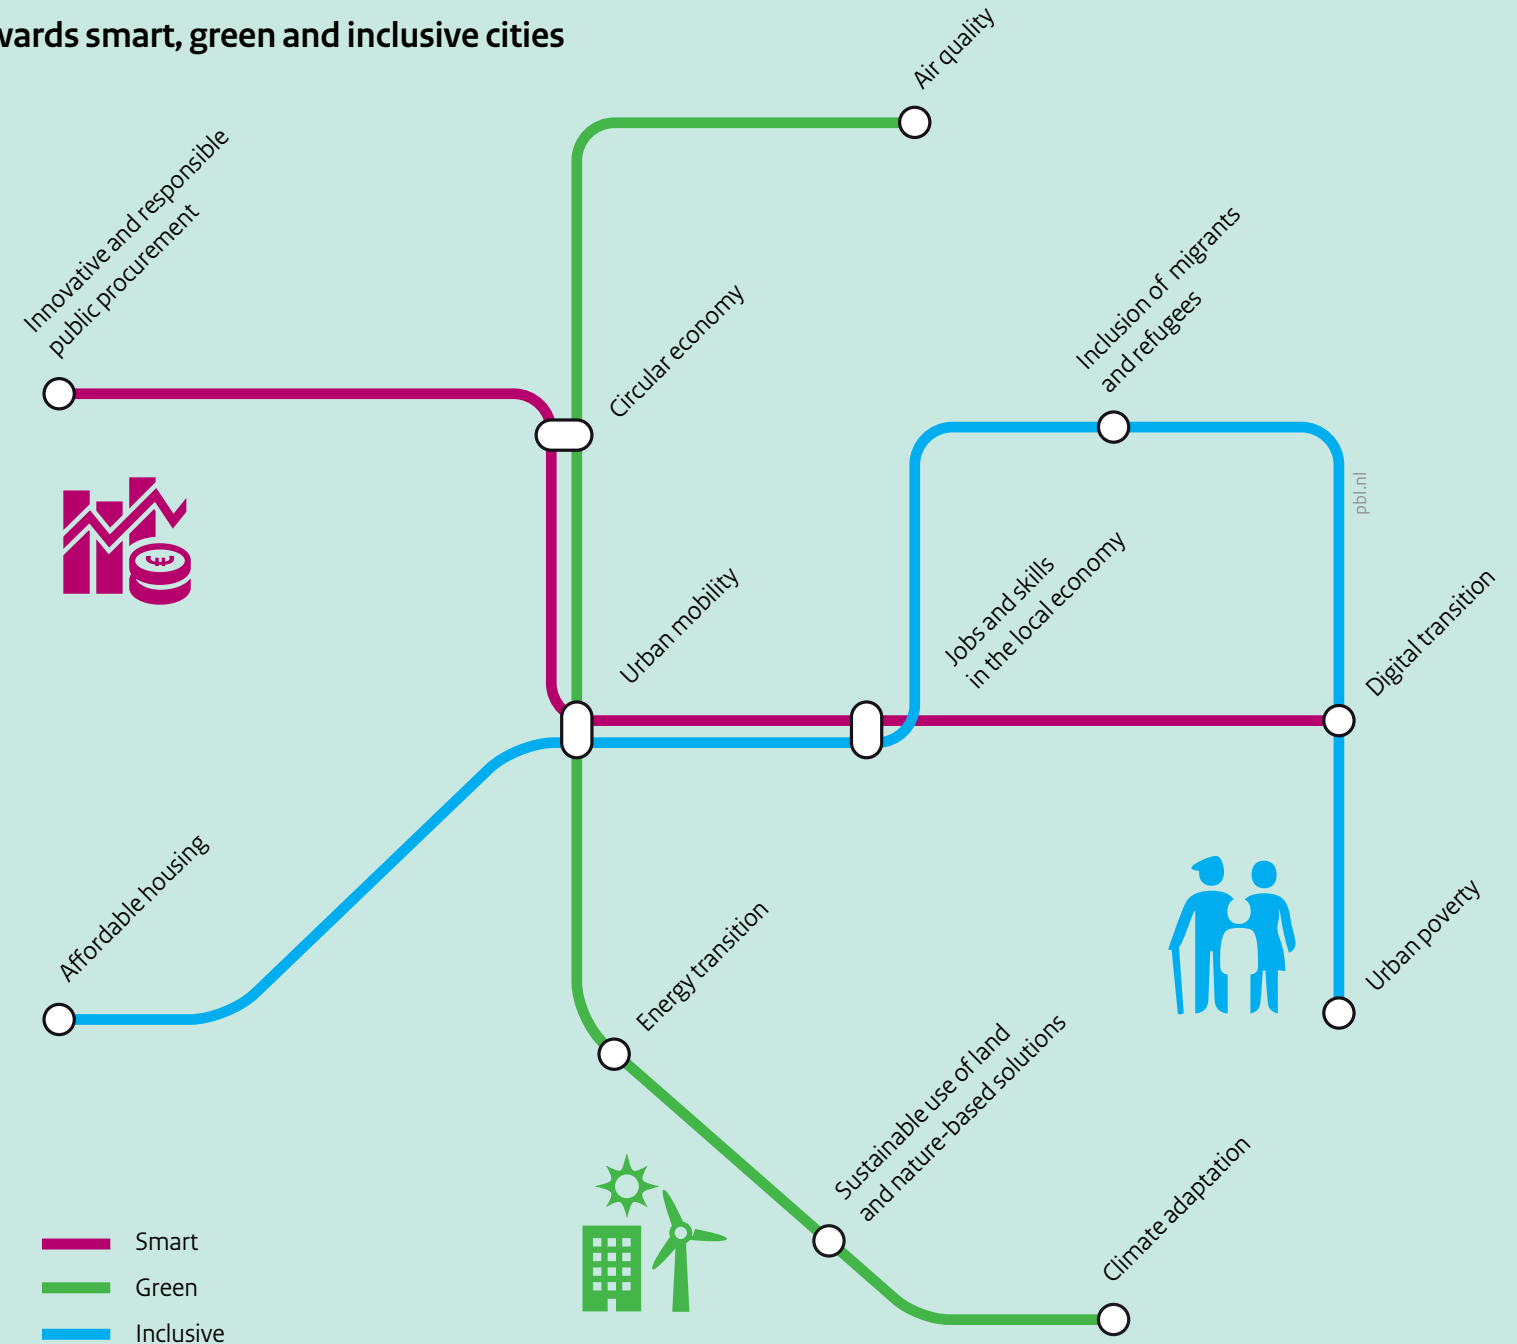 wards smart, green and inclusive cities
Air quality
Innovative and responsible
public procurement
Inclusion of migrants
and refugees
Circular economy
pbl.nl
Jobs and skills
in the local economy
Urban mobility
Digital transition
Affordable housing
Urban poverty
Energy transition
Sustainable use of land
and nature-based solutions
Climate adaptation
Smart
Green
Inclusive